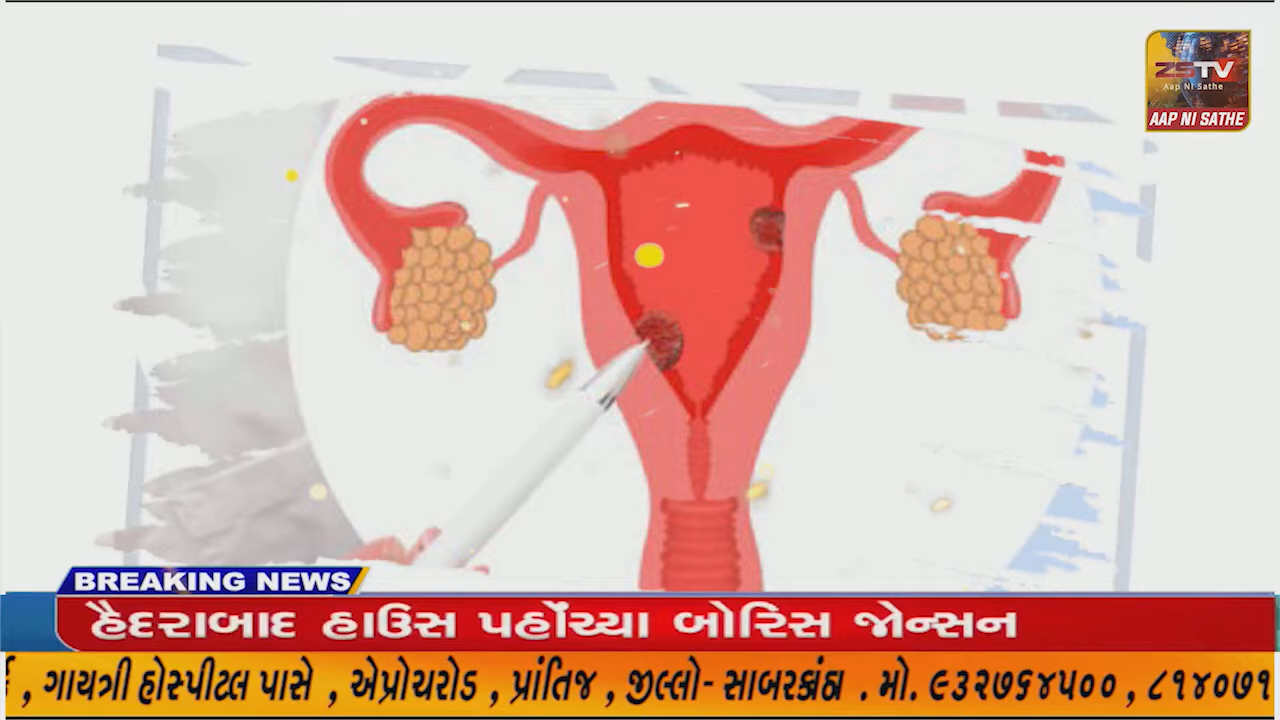 ZSTV
Aap Ni Sathe
AAP NI SATHE
BREAKING NEWS
હૈદરાબાદ હાઉસ પહોંચ્યા બોરિસ જોન્સન
, ગાયત્રી હોસ્પીટલ પાસે , એપ્રોચરોડ , પ્રાંતિજ , જીલ્લો- સાબરકાંઠા . મો. ૯૩૨૭૬૪૫૦૦ , ૮૧૪૦૭૧